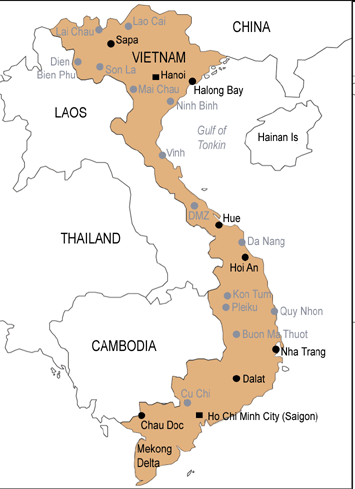 Lao Cai
CHINA
Lai Chau
Sapa
VIETNAM
Dien
Bien Phu
Son La
Hanoi
Halong Bay
Mai Chau
Ninh Binh
LAOS
Gulf of
Tonkin
Hainan Is
Vinh
DMZ
Hue
THAILAND
Da Nang
Hoi An
Kon Tum
Pleiku
Quy Nhon
Buon Ma Thuot
CAMBODIA
Nha Trang
Dalat
Cu Chi
Chau Doc
Ho Chi Minh City (Saigon)
Mekong
Delta